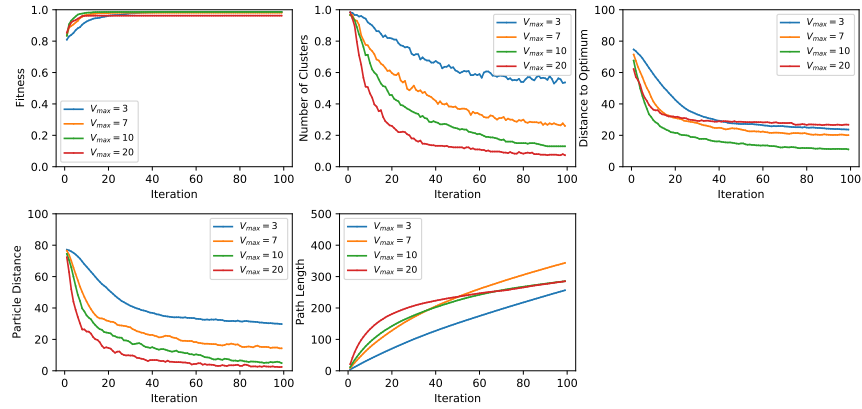 1.0
0.8
0.6
0.4
0.2
0.0
Fitness
V_max = 3
V_max = 7
V_max = 10
V_max = 20
0 20 40 60 80 100
Iteration
1.0
0.8
0.6
0.4
0.2
0.0
Number of Clusters
V_max = 3
V_max = 7
V_max = 10
V_max = 20
0 20 40 60 80 100
Iteration
100
80
60
40
20
0
Distance to Optimum
V_max = 3
V_max = 7
V_max = 10
V_max = 20
0 20 40 60 80 100
Iteration
100
80
60
40
20
0
Particle Distance
V_max = 3
V_max = 7
V_max = 10
V_max = 20
0 20 40 60 80 100
Iteration
500
400
300
200
100
0
Path Length
V_max = 3
V_max = 7
V_max = 10
V_max = 20
0 20 40 60 80 100
Iteration